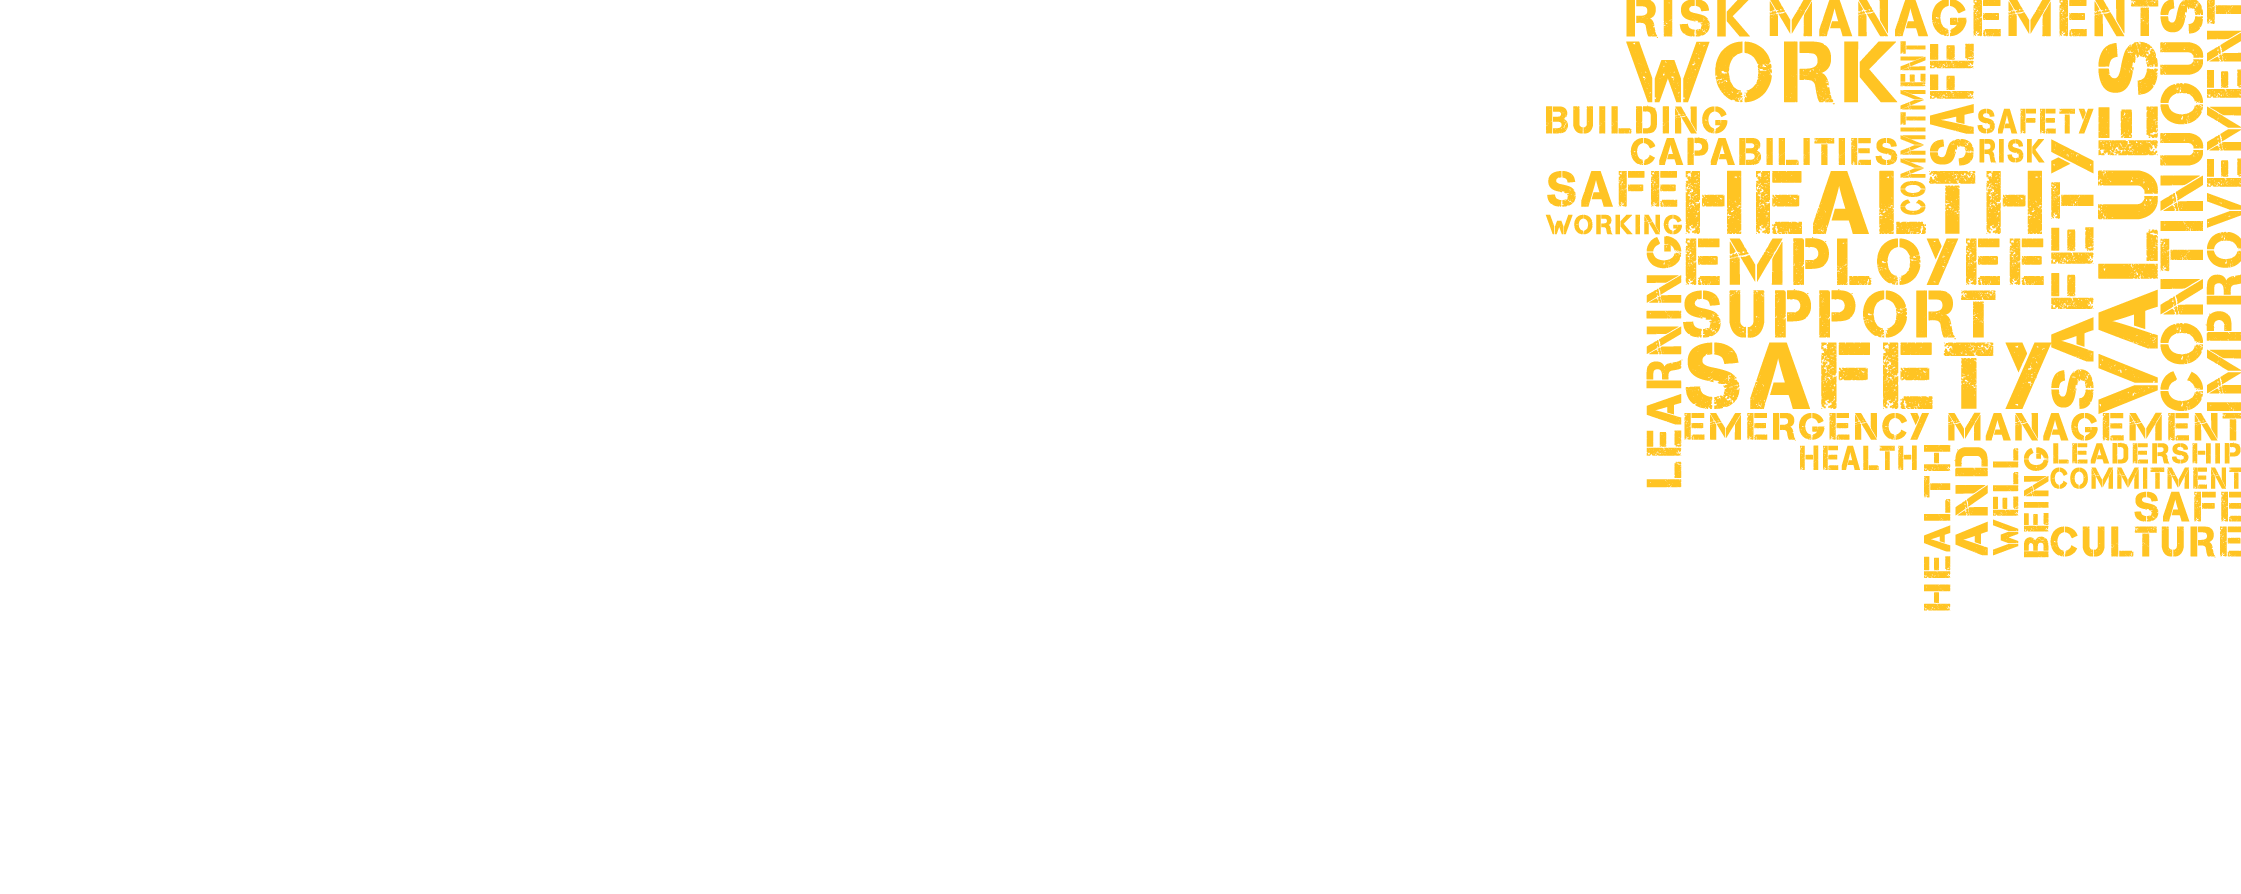 RISK MANAGEMENT
WORK
COMMITMENT
SAFE
VALUES
CONTINUOUS
IMPROVEMENT
BUILDING
CAPABILITIES
SAFETY
RISK
SAFE
WORKING
HEALTH
SAFETY
EMPLOYEE
SUPPORT
SAFETY
LEARNING
EMERGENCY MANAGEMENT
HEALTH
HEALTH
AND
WELL
BEING
LEADERSHIP
COMMITMENT
SAFE
CULTURE